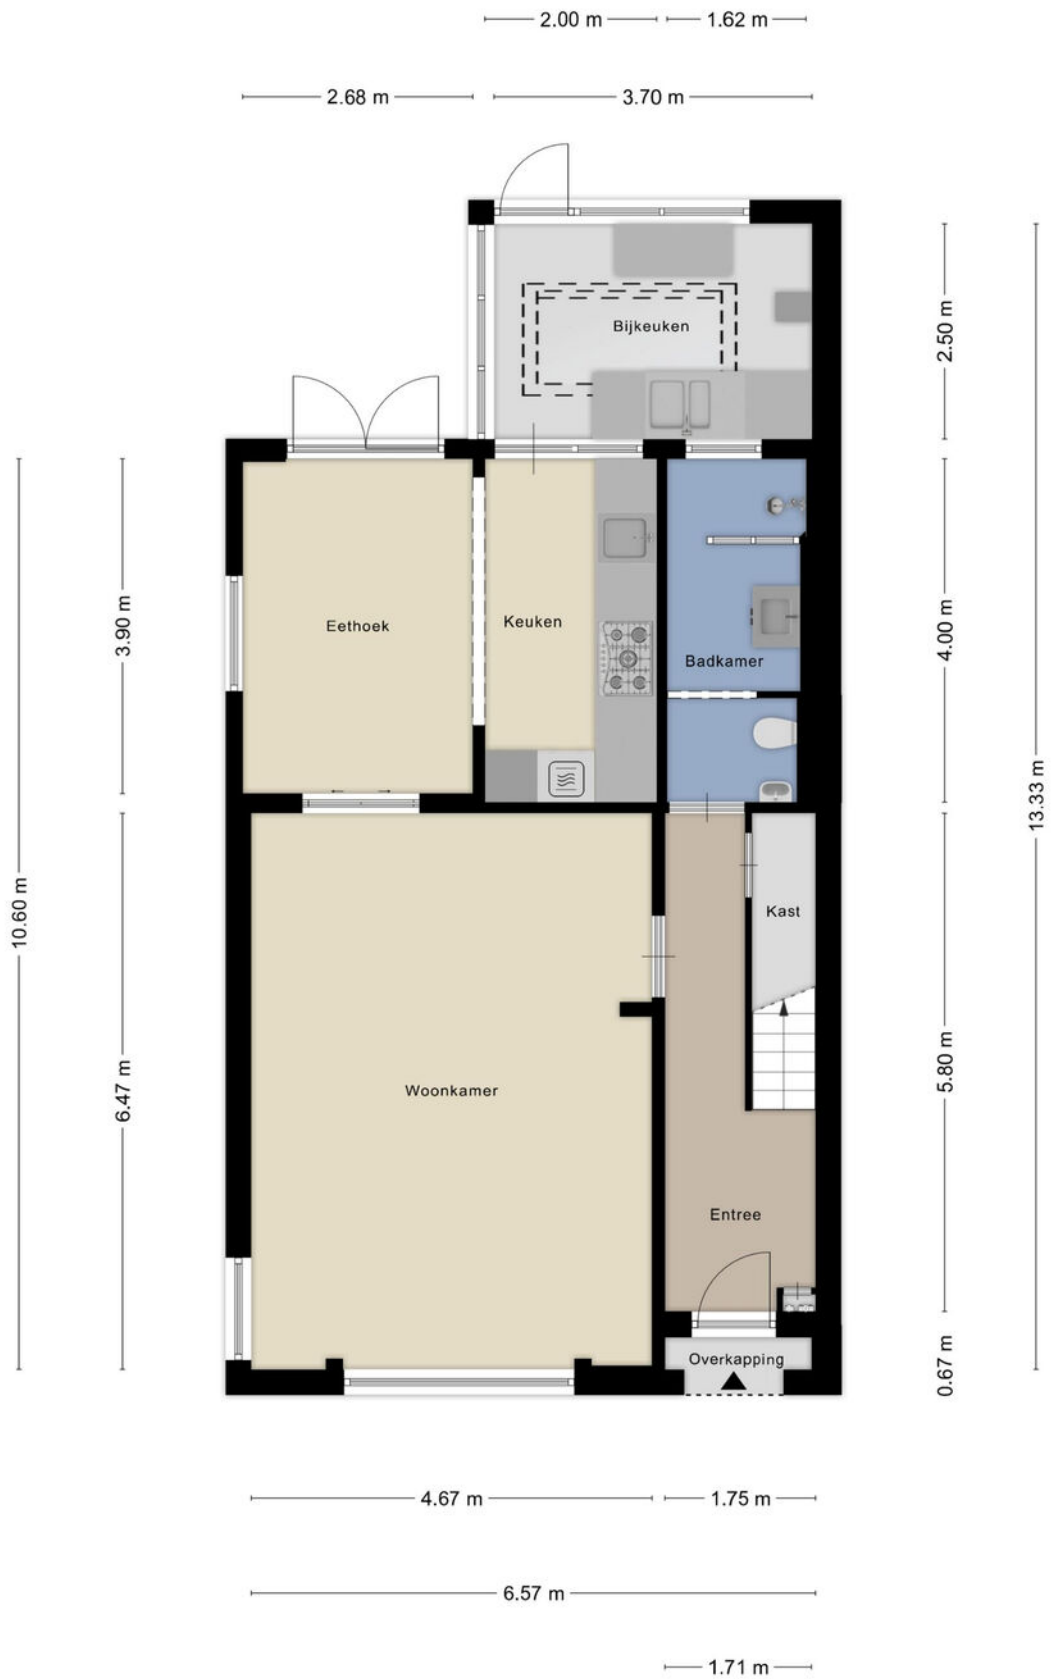 2.00 m
1.62 m
2.68 m
3.70 m
Bijkeuken
2.50 m
Eethoek
Keuken
Badkamer
3.90 m
4.00 m
13.33 m
10.60 m
Kast
6.47 m
Woonkamer
5.80 m
Entree
Overkapping
0.67 m
4.67 m
1.75 m
6.57 m
1.71 m